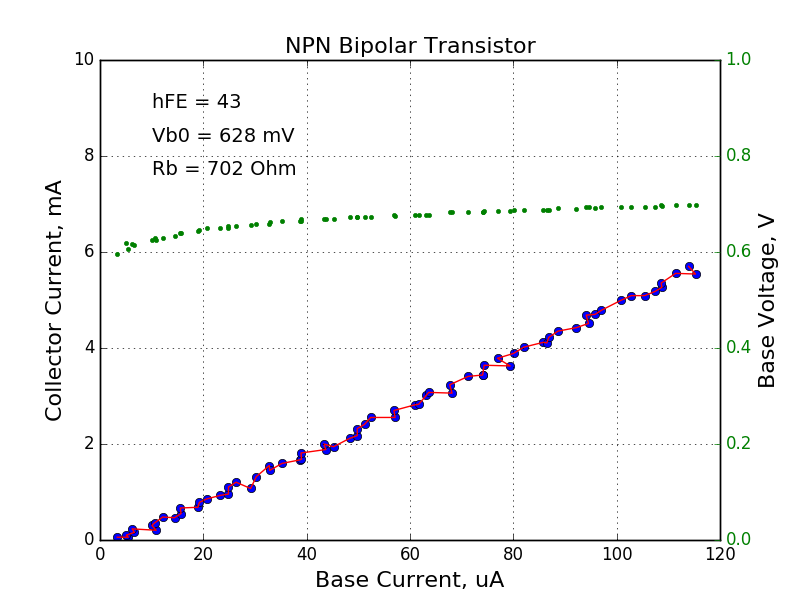 NPN Bipolar Transistor
hFE = 43
Vb0 = 628 mV
Rb = 702 Ohm
Collector Current, mA
10
8
6
4
2
0
Base Voltage, V
1.0
0.8
0.6
0.4
0.2
0.0
0 20 40 60 80 100 120
Base Current, uA